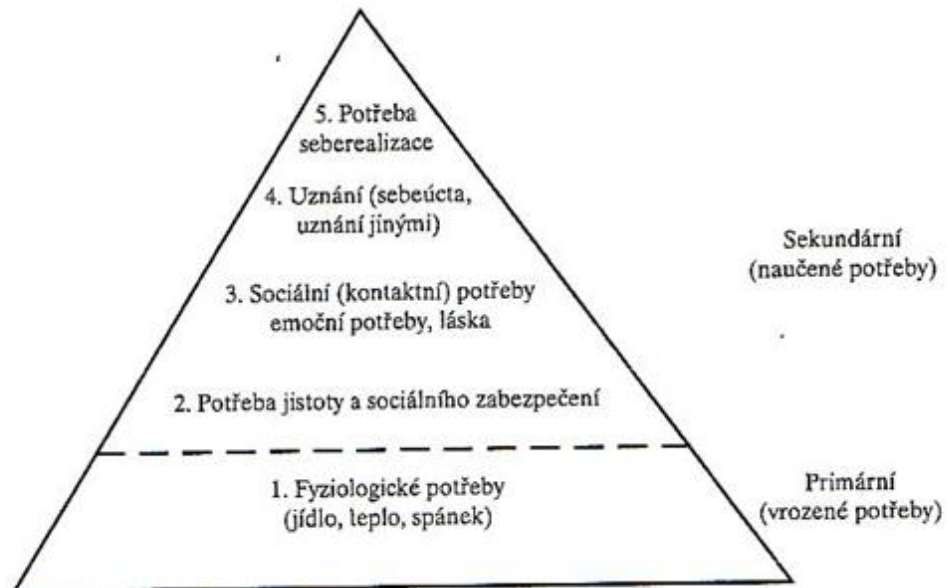 5. Potřeba
seberealizace
4. Uznání (sebeúcta,
uznání jinými)
Sekundární
(naučené potřeby)
3. Sociální (kontaktní) potřeby
emoční potřeby, láska
2. Potřeba jistoty a sociálního zabezpečení
1. Fyziologické potřeby
(jídlo, teplo, spánek)
Primární
(vrozené potřeby)